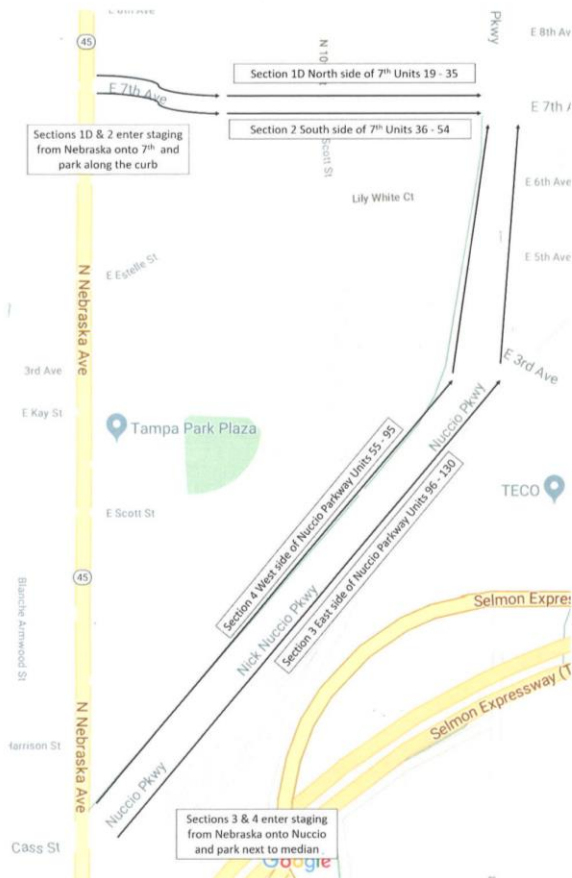 E 8th Ave
45
Pkwy
E 8th Av
N 10
Section 1D North side of 7th Units 19 - 35
E 7th Ave
E 7th A
Section 2 South side of 7th Units 36 - 54
Sections 1D & 2 enter staging
from Nebraska onto 7th and
park along the curb
Scott St
E 6th Ave
Lily White Ct
E Estelle St
E 5th Ave
N Nebraska Ave
3rd Ave
E 3rd Ave
E Kay St
Tampa Park Plaza
Nuccio Pkwy
Section 4 West side of Nuccio Parkway Units 55 - 95
Section 3 East side of Nuccio Parkway Units 96 - 130
TECO
E Scott St
45
Blanche Armwood St
Nick Nuccio Pkwy
Selmon Expres
Selmon Expressway (T
N Nebraska Ave
Harrison St
Nuccio Pkwy
Cass St
Sections 3 & 4 enter staging
from Nebraska onto Nuccio
and park next to median
Google